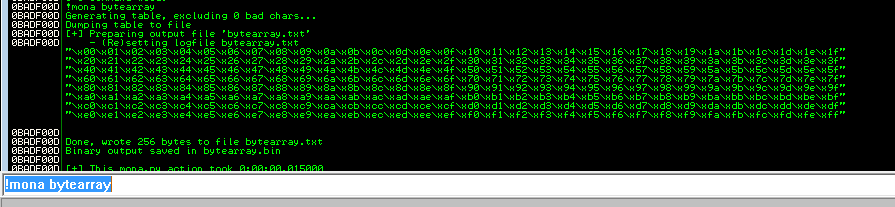 0BADF00D !mona bytearray
0BADF00D Generating table, excluding 0 bad chars...
0BADF00D Dumping table to file
0BADF00D [+] Preparing output file 'bytearray.txt'
0BADF00D     - (Re)setting logfile bytearray.txt
"\x00\x01\x02\x03\x04\x05\x06\x07\x08\x09\x0a\x0b\x0c\x0d\x0e\x0f\x10\x11\x12\x13\x14\x15\x16\x17\x18\x19\x1a\x1b\x1c\x1d\x1e\x1f"
"\x20\x21\x22\x23\x24\x25\x26\x27\x28\x29\x2a\x2b\x2c\x2d\x2e\x2f\x30\x31\x32\x33\x34\x35\x36\x37\x38\x39\x3a\x3b\x3c\x3d\x3e\x3f"
"\x40\x41\x42\x43\x44\x45\x46\x47\x48\x49\x4a\x4b\x4c\x4d\x4e\x4f\x50\x51\x52\x53\x54\x55\x56\x57\x58\x59\x5a\x5b\x5c\x5d\x5e\x5f"
"\x60\x61\x62\x63\x64\x65\x66\x67\x68\x69\x6a\x6b\x6c\x6d\x6e\x6f\x70\x71\x72\x73\x74\x75\x76\x77\x78\x79\x7a\x7b\x7c\x7d\x7e\x7f"
"\x80\x81\x82\x83\x84\x85\x86\x87\x88\x89\x8a\x8b\x8c\x8d\x8e\x8f\x90\x91\x92\x93\x94\x95\x96\x97\x98\x99\x9a\x9b\x9c\x9d\x9e\x9f"
"\xa0\xa1\xa2\xa3\xa4\xa5\xa6\xa7\xa8\xa9\xaa\xab\xac\xad\xae\xaf\xb0\xb1\xb2\xb3\xb4\xb5\xb6\xb7\xb8\xb9\xba\xbb\xbc\xbd\xbe\xbf"
"\xc0\xc1\xc2\xc3\xc4\xc5\xc6\xc7\xc8\xc9\xca\xcb\xcc\xcd\xce\xcf\xd0\xd1\xd2\xd3\xd4\xd5\xd6\xd7\xd8\xd9\xda\xdb\xdc\xdd\xde\xdf"
"\xe0\xe1\xe2\xe3\xe4\xe5\xe6\xe7\xe8\xe9\xea\xeb\xec\xed\xee\xef\xf0\xf1\xf2\xf3\xf4\xf5\xf6\xf7\xf8\xf9\xfa\xfb\xfc\xfd\xfe\xff"
0BADF00D
0BADF00D Done, wrote 256 bytes to file bytearray.txt
0BADF00D Binary output saved in bytearray.bin
0BADF00D
0BADF00D [+] This mona.py action took 0:00:00.015000
!mona bytearray